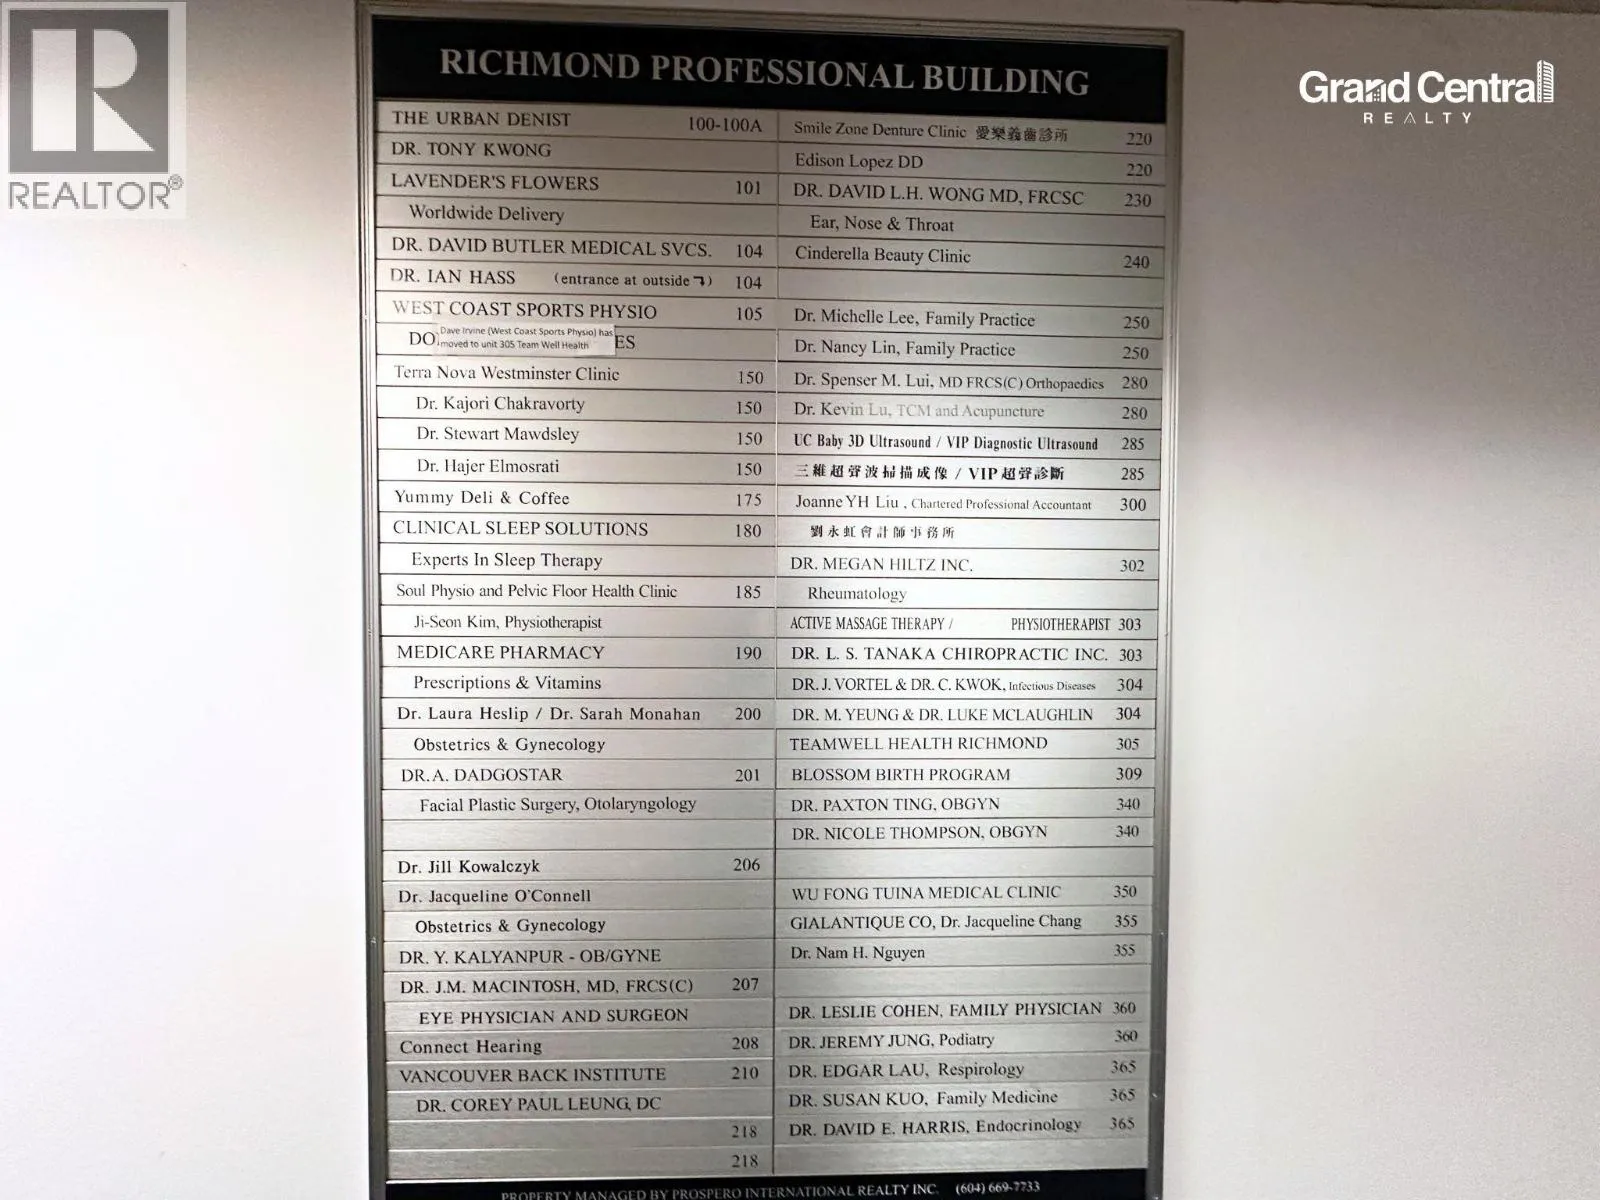 RICHMOND PROFESSIONAL BUILDING
THE URBAN DENIST 100-100A
DR. TONY KWONG
LAVENDER'S FLOWERS 101
Worldwide Delivery
DR. DAVID BUTLER MEDICAL SVCS. 104
DR. IAN HASS (entrance at outside ↴) 104
WEST COAST SPORTS PHYSIO 105
Dave Irvine (West Coast Sports Physio) has
moved to unit 305 Team Well Health
Terra Nova Westminster Clinic 150
Dr. Kajori Chakravorty 150
Dr. Stewart Mawdsley 150
Dr. Hajer Elmosrati 150
Yummy Deli & Coffee 175
CLINICAL SLEEP SOLUTIONS 180
Experts In Sleep Therapy
Soul Physio and Pelvic Floor Health Clinic 185
Ji-Seon Kim, Physiotherapist
MEDICARE PHARMACY 190
Prescriptions & Vitamins
Dr. Laura Heslip / Dr. Sarah Monahan 200
Obstetrics & Gynecology
DR.A. DADGOSTAR 201
Facial Plastic Surgery, Otolaryngology
Dr. Jill Kowalczyk 206
Dr. Jacqueline O'Connell
Obstetrics & Gynecology
DR. Y. KALYANPUR - OB/GYNE
DR. J.M. MACINTOSH, MD, FRCS(C) 207
EYE PHYSICIAN AND SURGEON
Connect Hearing 208
VANCOUVER BACK INSTITUTE 210
DR. COREY PAUL LEUNG, DC
218
218
Smile Zone Denture Clinic 愛樂義齒診所 220
Edison Lopez DD 220
DR. DAVID L.H. WONG MD, FRCSC 230
Ear, Nose & Throat
Cinderella Beauty Clinic 240
Dr. Michelle Lee, Family Practice 250
Dr. Nancy Lin, Family Practice 250
Dr. Spenser M. Lui, MD FRCS(C) Orthopaedics 280
Dr. Kevin Lu, TCM and Acupuncture 280
UC Baby 3D Ultrasound / VIP Diagnostic Ultrasound 285
三維超聲波掃描成像 / VIP 超聲診斷 285
Joanne YH Liu , Chartered Professional Accountant 300
劉永虹會計師事務所
DR. MEGAN HILTZ INC. 302
Rheumatology
ACTIVE MASSAGE THERAPY / PHYSIOTHERAPIST 303
DR. L. S. TANAKA CHIROPRACTIC INC. 303
DR. J. VORTEL & DR. C. KWOK, Infectious Diseases 304
DR. M. YEUNG & DR. LUKE MCLAUGHLIN 304
TEAMWELL HEALTH RICHMOND 305
BLOSSOM BIRTH PROGRAM 309
DR. PAXTON TING, OBGYN 340
DR. NICOLE THOMPSON, OBGYN 340
WU FONG TUINA MEDICAL CLINIC 350
GIALANTIQUE CO, Dr. Jacqueline Chang 355
Dr. Nam H. Nguyen 355
DR. LESLIE COHEN, FAMILY PHYSICIAN 360
DR. JEREMY JUNG, Podiatry 360
DR. EDGAR LAU, Respirology 365
DR. SUSAN KUO, Family Medicine 365
DR. DAVID E. HARRIS, Endocrinology 365
PROPERTY MANAGED BY PROSPERO INTERNATIONAL REALTY INC. (604) 669-7733
R
REALTOR®
Grand Central
REALTY